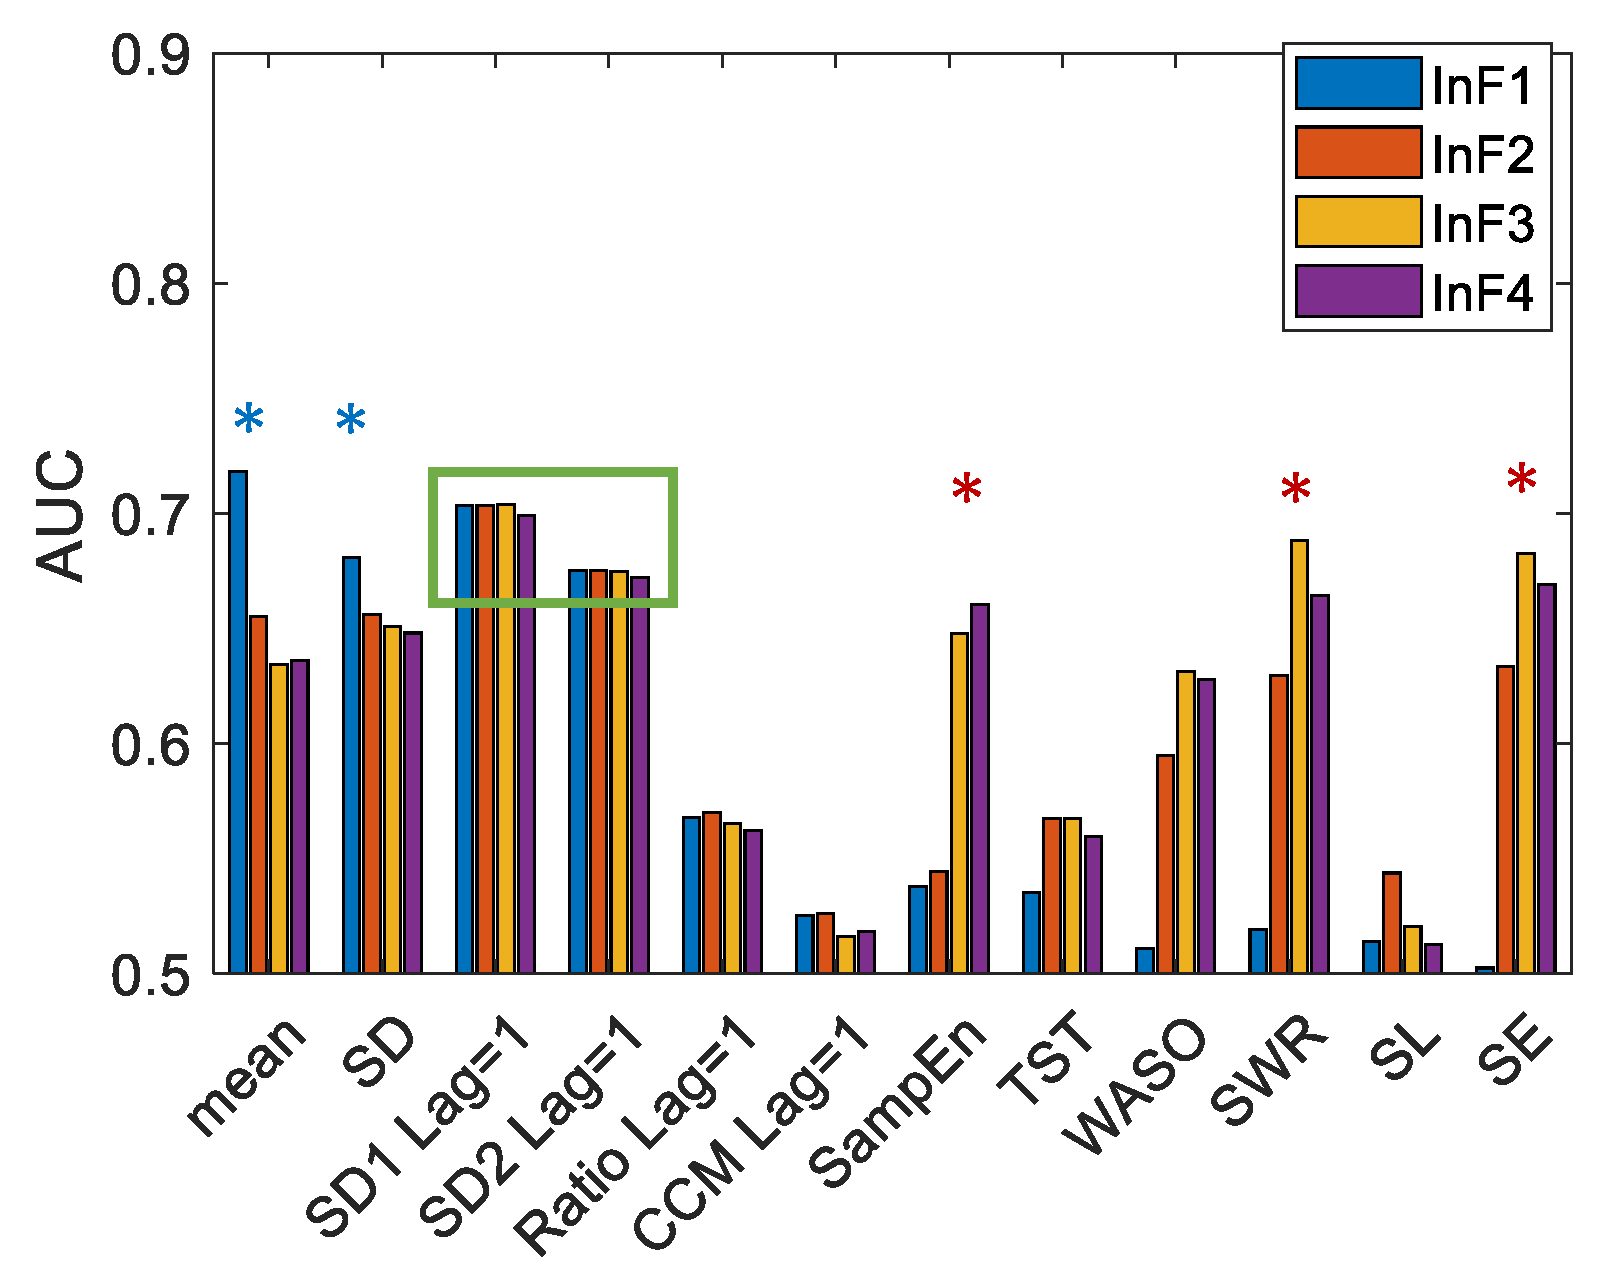 0.9
0.8
0.7
0.6
0.5
AUC
InF1
InF2
InF3
InF4
*
*
*
*
*
mean
SD
SD1 Lag=1
SD2 Lag=1
Ratio Lag=1
CCM Lag=1
SampEn
TST
WASO
SWR
SL
SE